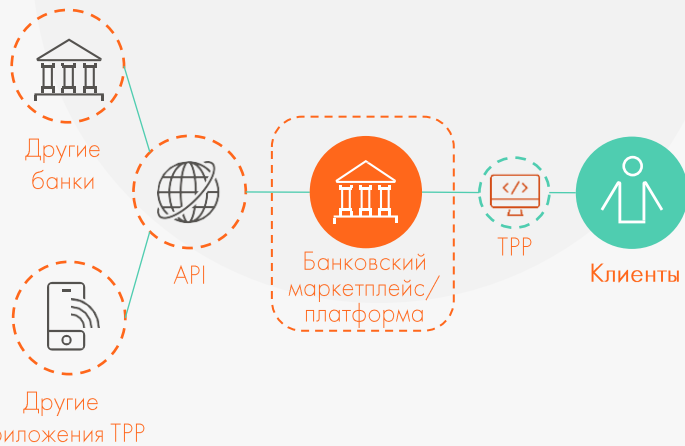 Другие
банки
API
Банковский
маркетплейс/
платформа
</>
TPP
Клиенты
Другие
риложения TPP